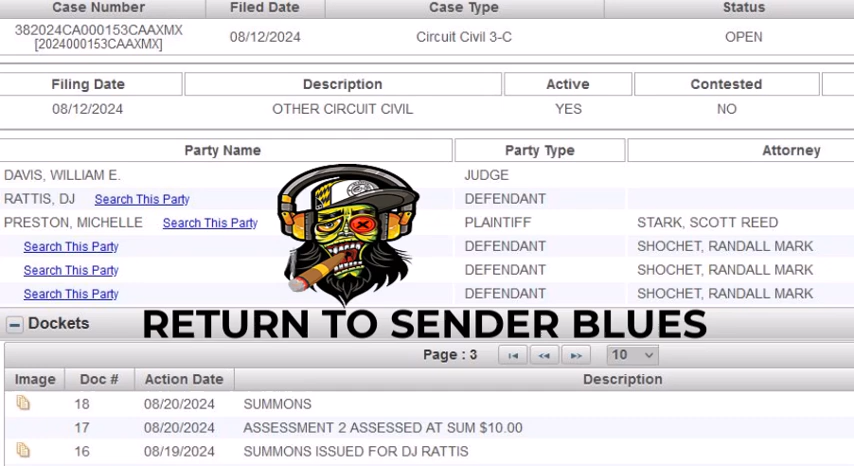 Case Number Filed Date Case Type Status
382024CA000153CAAXMX
[2024000153CAAXMX] 08/12/2024 Circuit Civil 3-C OPEN
Filing Date Description Active Contested
08/12/2024 OTHER CIRCUIT CIVIL YES NO
Party Name Party Type Attorney
DAVIS, WILLIAM E. JUDGE
RATTIS, DJ Search This Party DEFENDANT
PRESTON, MICHELLE Search This Party PLAINTIFF STARK, SCOTT REED
Search This Party DEFENDANT SHOCHET, RANDALL MARK
Search This Party DEFENDANT SHOCHET, RANDALL MARK
Search This Party DEFENDANT SHOCHET, RANDALL MARK
Dockets RETURN TO SENDER BLUES
Page : 3 10
Image Doc # Action Date Description
18 08/20/2024 SUMMONS
17 08/20/2024 ASSESSMENT 2 ASSESSED AT SUM $10.00
16 08/19/2024 SUMMONS ISSUED FOR DJ RATTIS